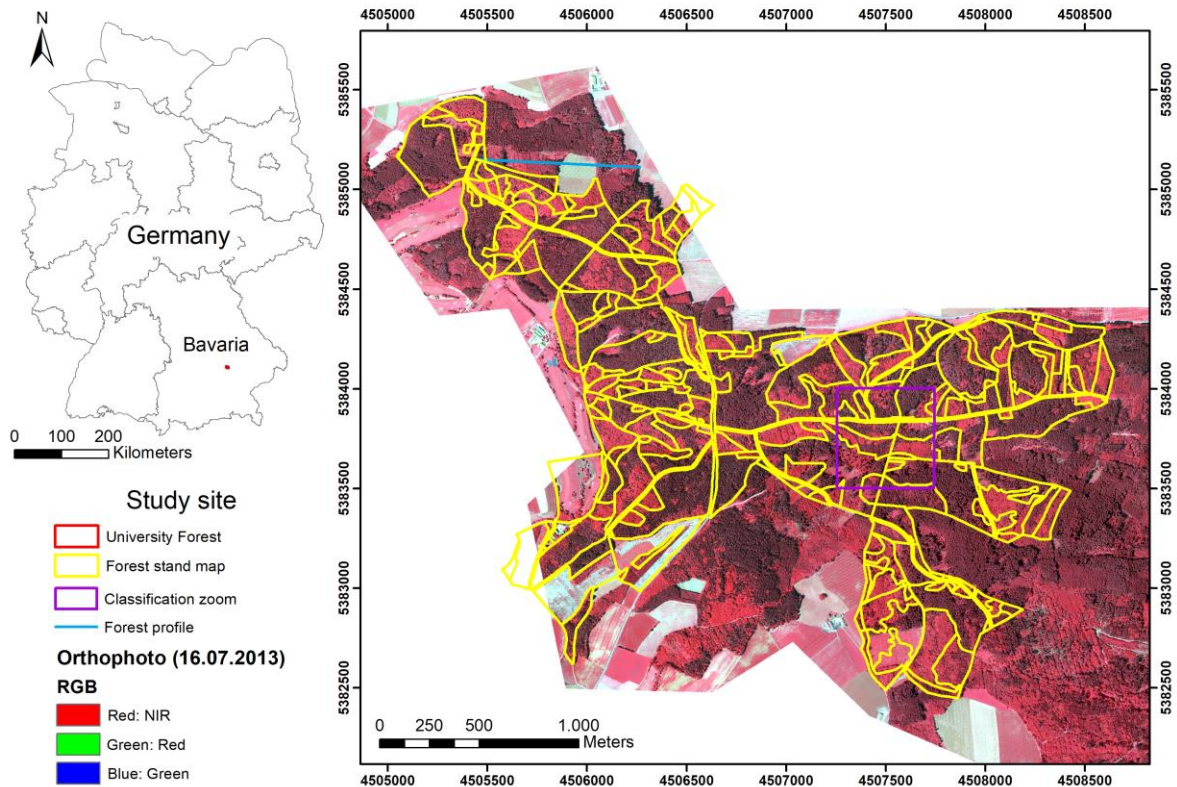 N
Germany
Bavaria
0 100 200
Kilometers
Study site
University Forest
Forest stand map
Classification zoom
Forest profile
Orthophoto (16.07.2013)
RGB
Red: NIR
Green: Red
Blue: Green
4505000 4505500 4506000 4506500 4507000 4507500 4508000 4508500
5385500
5385000
5384500
5384000
5383500
5383000
5382500
5385500
5385000
5384500
5384000
5383500
5383000
5382500
0 250 500 1.000
Meters
4505000 4505500 4506000 4506500 4507000 4507500 4508000 4508500